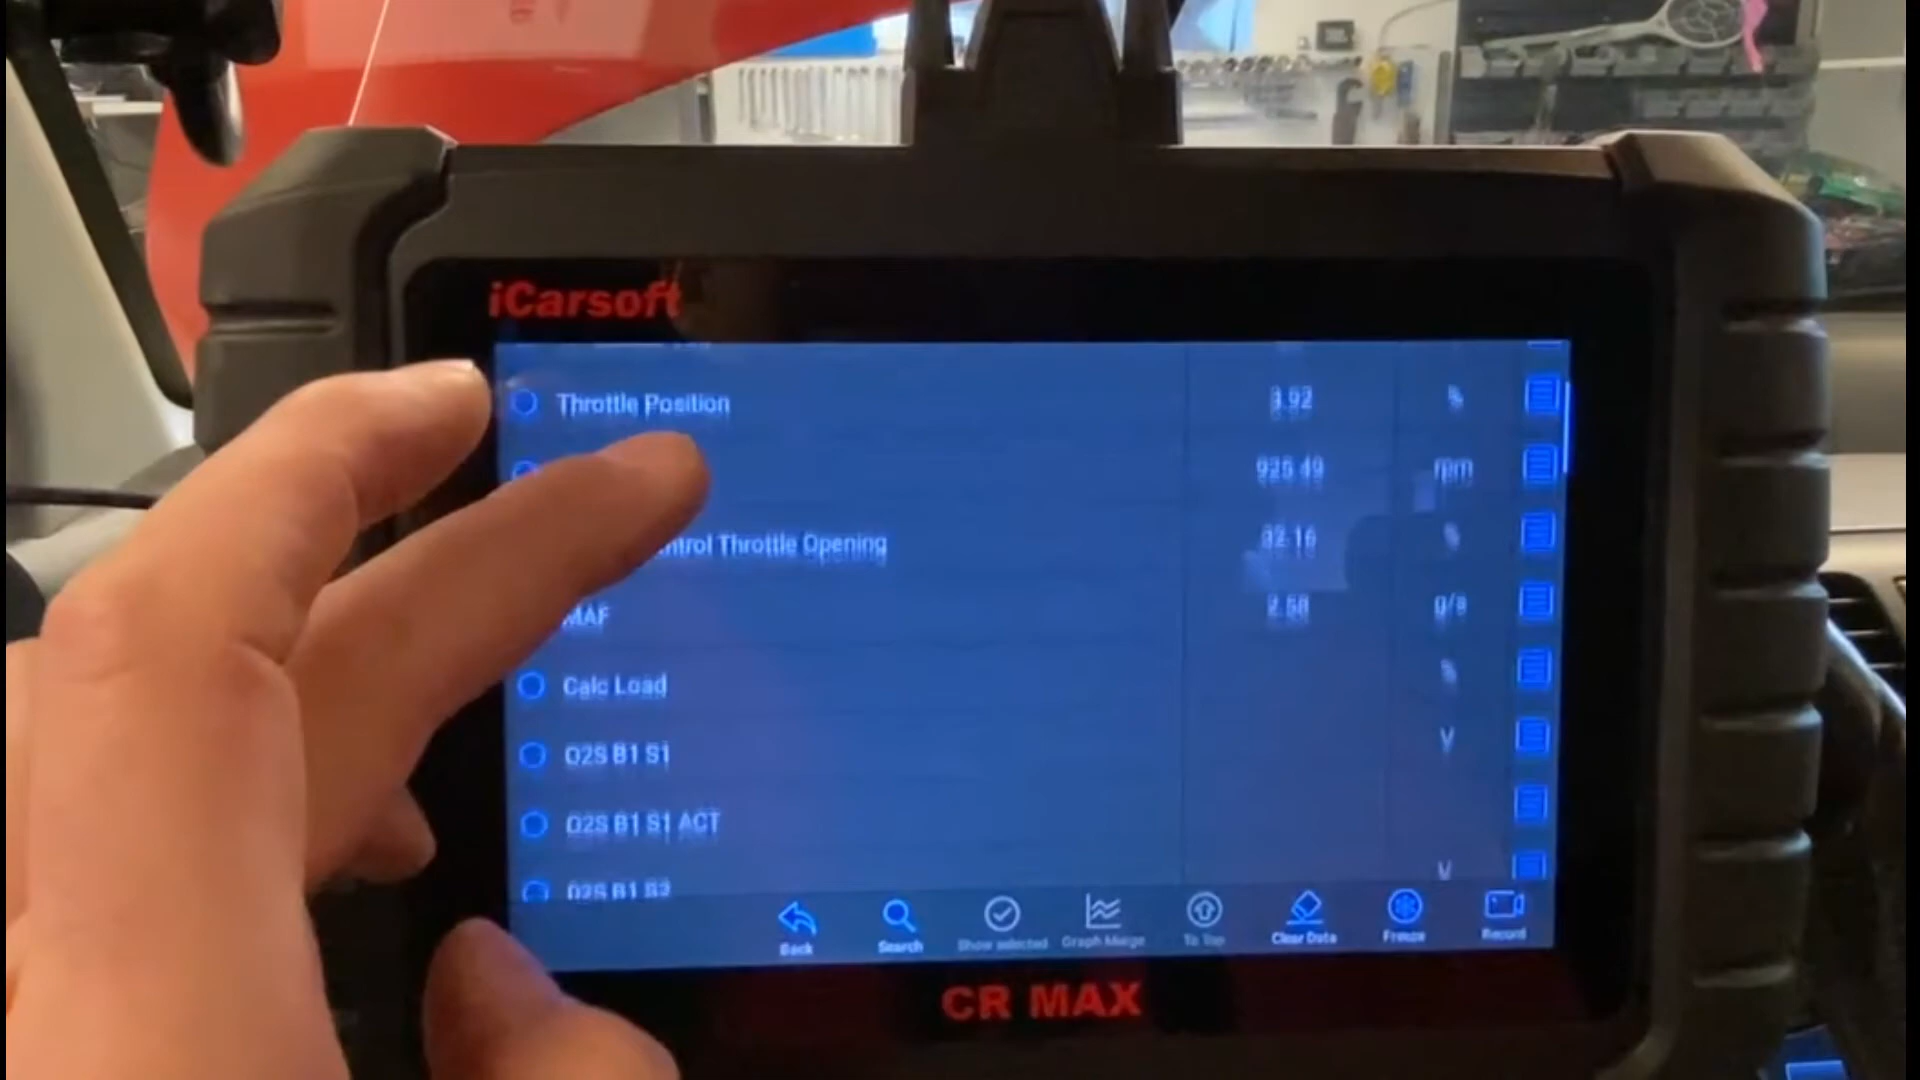 iCarsoft
Throttle Position 3.92 %
925.49 rpm
ntrol Throttle Opening 32.16 %
MAF 2.58 g/s
Calc Load %
O2S B1 S1 V
O2S B1 S1 ACT
O2S B1 S2 V
Back Search Show selected Graph Merge To Top Clear Data Freeze Record
CR MAX